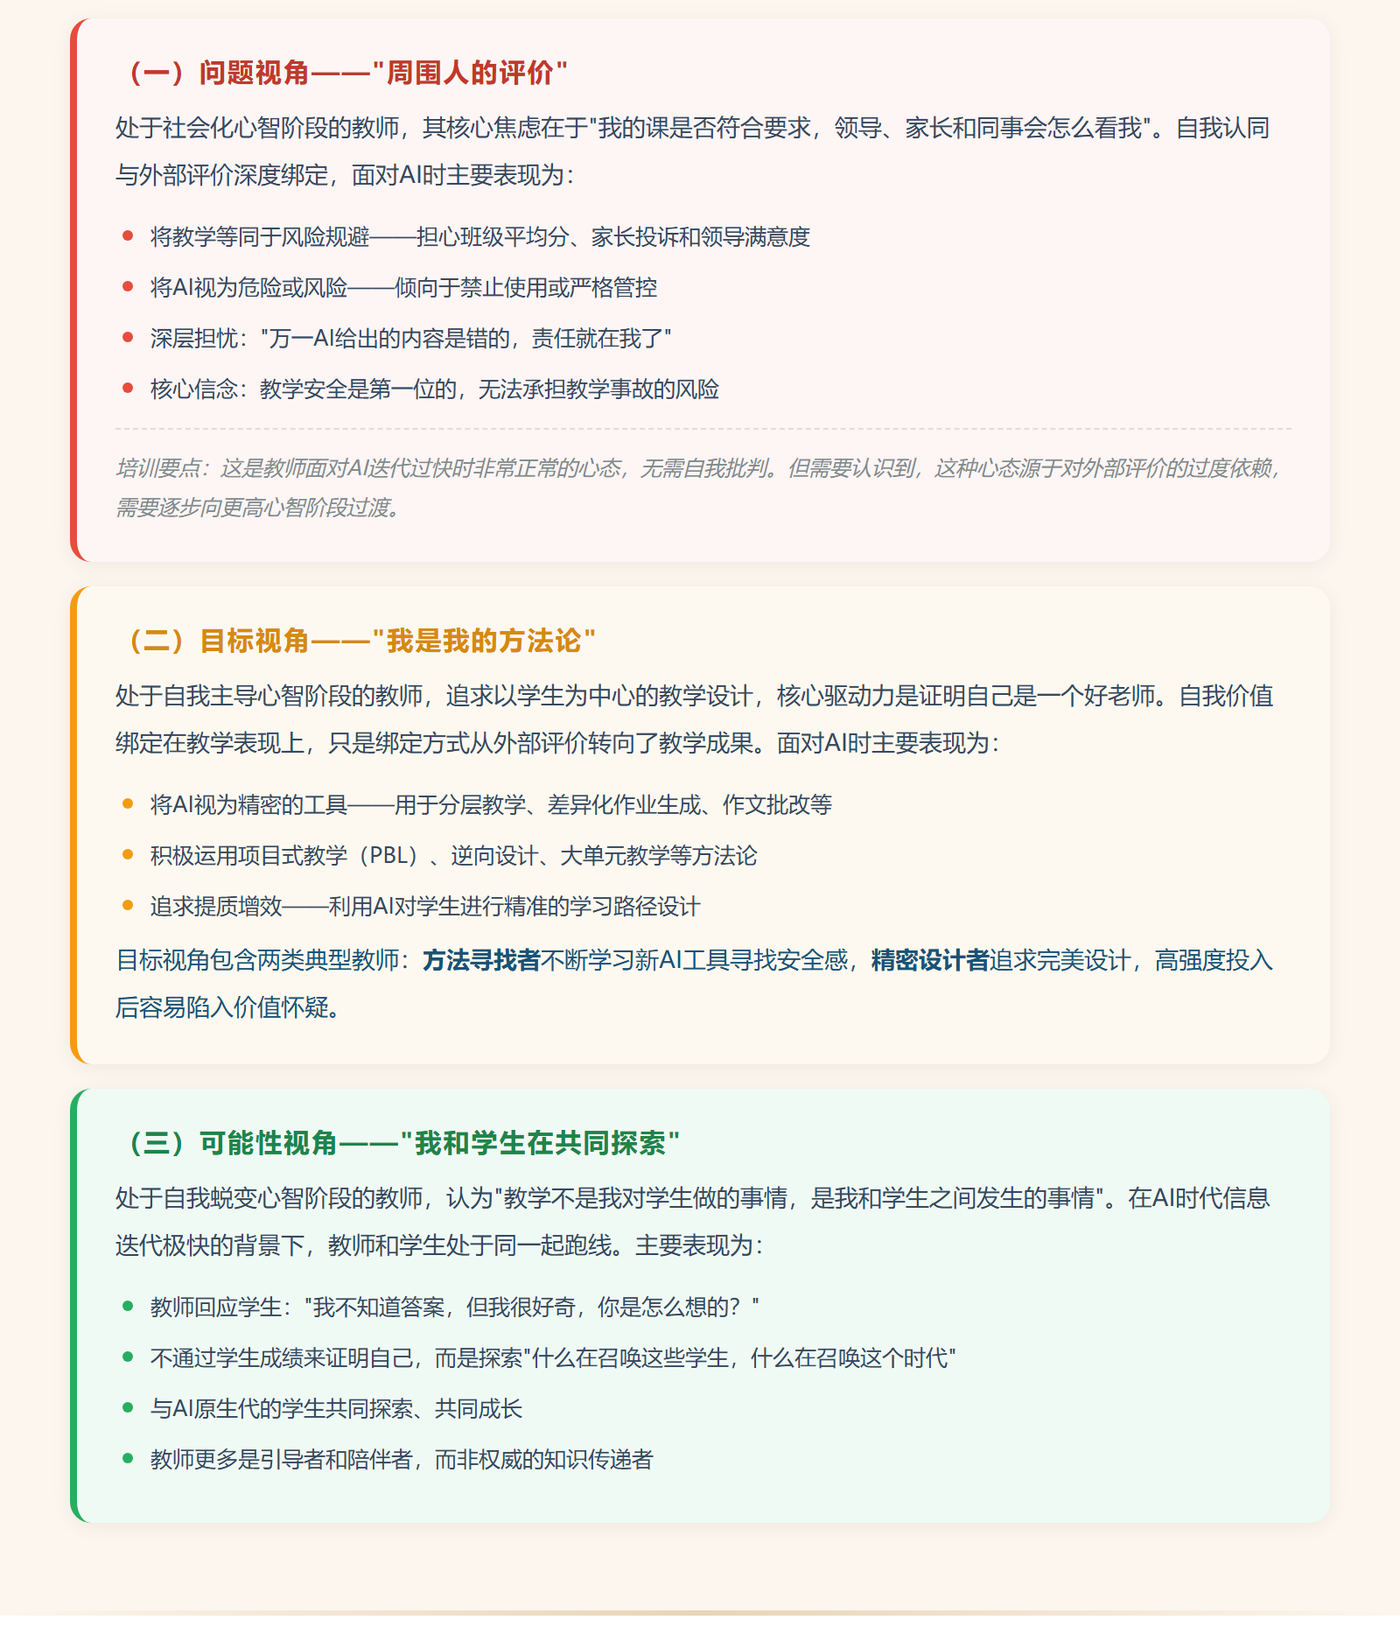 （一）问题视角——"周围人的评价"
处于社会化心智阶段的教师，其核心焦虑在于"我的课是否符合要求，领导、家长和同事会怎么看我"。自我认同
与外部评价深度绑定，面对AI时主要表现为：
将教学等同于风险规避——担心班级平均分、家长投诉和领导满意度
将AI视为危险或风险——倾向于禁止使用或严格管控
深层担忧："万一AI给出的内容是错的，责任就在我了"
核心信念：教学安全是第一位的，无法承担教学事故的风险
培训要点：这是教师面对AI迭代过快时非常正常的心态，无需自我批判。但需要认识到，这种心态源于对外部评价的过度依赖，
需要逐步向更高心智阶段过渡。
（二）目标视角——"我是我的方法论"
处于自我主导心智阶段的教师，追求以学生为中心的教学设计，核心驱动力是证明自己是一个好老师。自我价值
绑定在教学表现上，只是绑定方式从外部评价转向了教学成果。面对AI时主要表现为：
将AI视为精密的工具——用于分层教学、差异化作业生成、作文批改等
积极运用项目式教学（PBL）、逆向设计、大单元教学等方法论
追求提质增效——利用AI对学生进行精准的学习路径设计
目标视角包含两类典型教师：方法寻找者不断学习新AI工具寻找安全感，精密设计者追求完美设计，高强度投入
后容易陷入价值怀疑。
（三）可能性视角——"我和学生在共同探索"
处于自我蜕变心智阶段的教师，认为"教学不是我对学生做的事情，是我和学生之间发生的事情"。在AI时代信息
迭代极快的背景下，教师和学生处于同一起跑线。主要表现为：
教师回应学生："我不知道答案，但我很好奇，你是怎么想的？"
不通过学生成绩来证明自己，而是探索"什么在召唤这些学生，什么在召唤这个时代"
与AI原生代的学生共同探索、共同成长
教师更多是引导者和陪伴者，而非权威的知识传递者